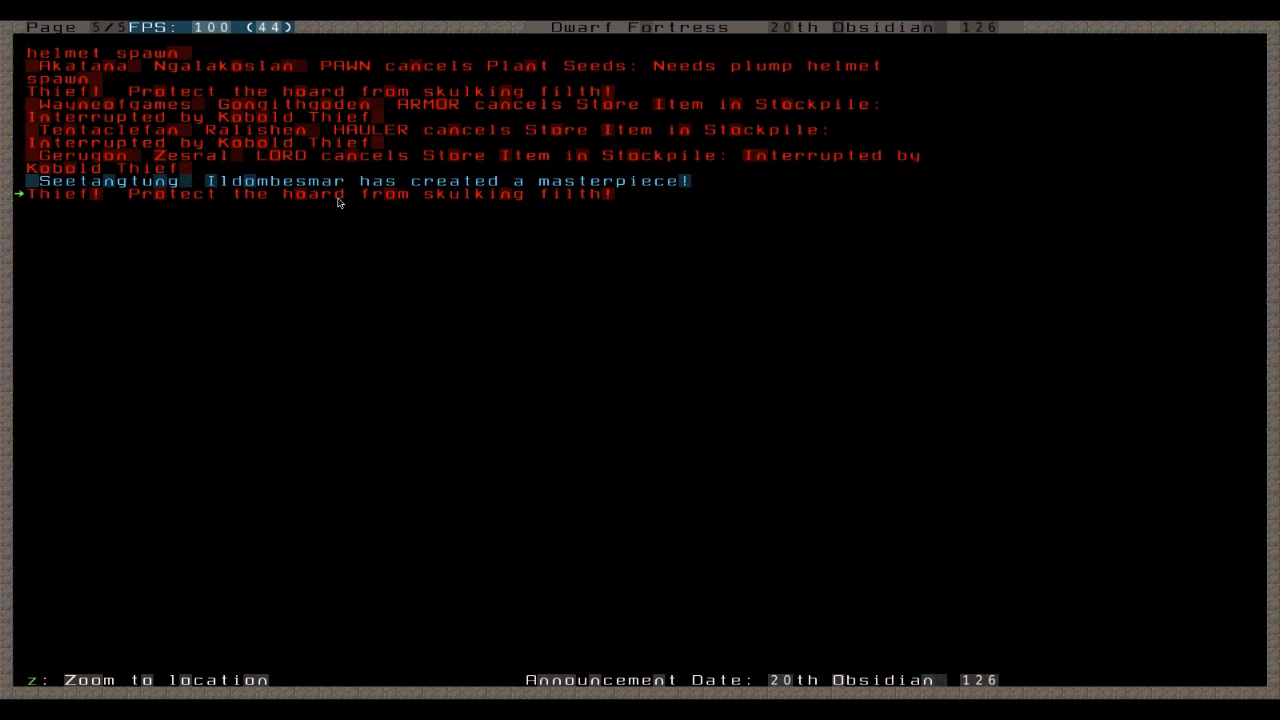 Page 5/5 FPS: 100 (44) Dwarf Fortress 20th Obsidian 126
helmet spawn
Akatana Ngalakoslan PAWN cancels Plant Seeds: Needs plump helmet
spawn
Thief! Protect the hoard from skulking filth!
Wayneofgames Gongithgoden ARMOR cancels Store Item in Stockpile:
Interrupted by Kobold Thief
Tentaclefan Ralishen HAULER cancels Store Item in Stockpile:
Interrupted by Kobold Thief
Gerugon Zesral LORD cancels Store Item in Stockpile: Interrupted by
Kobold Thief
Seetangtung Ildombesmar has created a masterpiece!
Thief! Protect the hoard from skulking filth!
z: Zoom to location Announcement Date: 20th Obsidian 126